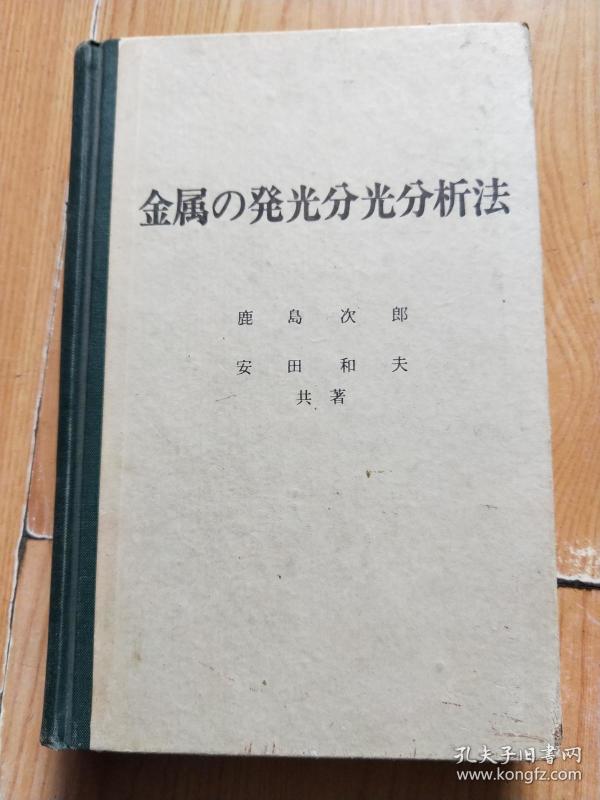 金属の発光分光分析法
鹿島次郎
安田和夫
共著
孔夫子旧書网
www.kongfz.com